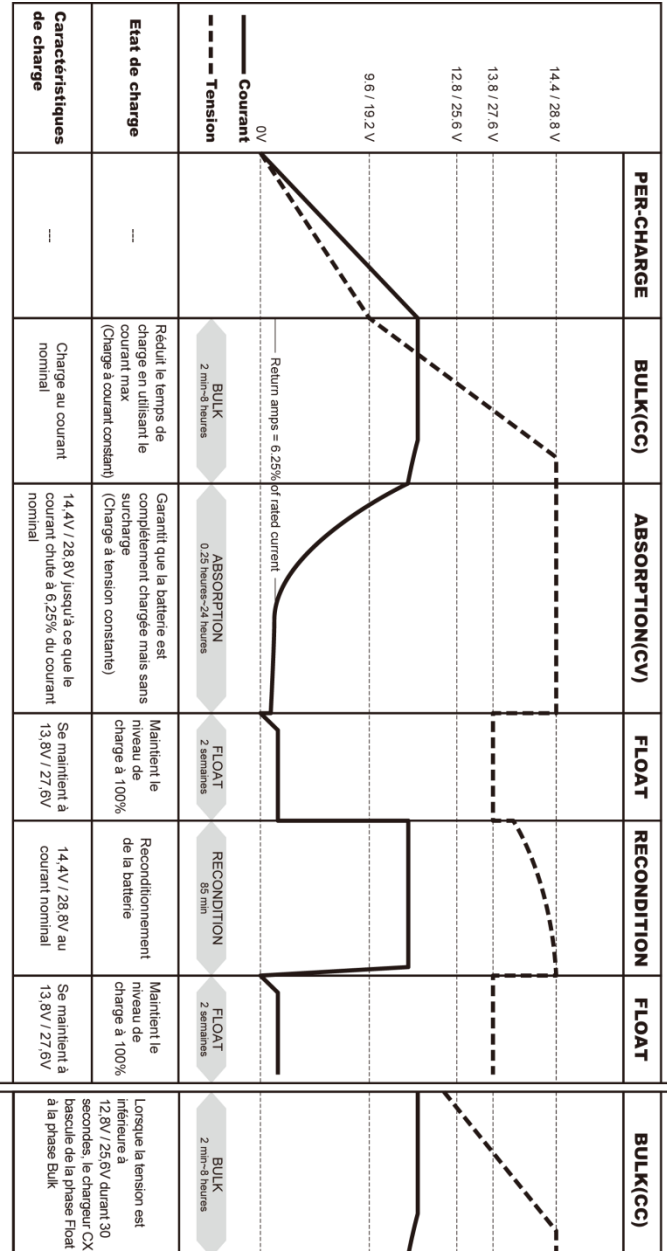 PER-CHARGE
BULK(CC)
ABSORPTION(CV)
FLOAT
RECONDITION
FLOAT
BULK(CC)
14.4 / 28.8 V
13.8 / 27.6 V
12.8 / 25.6 V
9.6 / 19.2 V
0V
Courant
Tension
Return amps = 6.25% of rated current
BULK
2 min~8 heures
ABSORPTION
0.25 heures~24 heures
FLOAT
2 semaines
RECONDITION
85 min
FLOAT
2 semaines
BULK
2 min~8 heures
Etat de charge
---
Réduit le temps de
charge en utilisant le
courant max
(Charge à courant constant)
Garantit que la batterie est
complétement chargée mais sans
surcharge
(Charge à tension constante)
Maintient le
niveau de
charge à 100%
Reconditionnement
de la batterie
Maintient le
niveau de
charge à 100%
Lorsque la tension est
inférieure à
12,8V / 25,6V durant 30
secondes, le chargeur CX
bascule de la phase Float
à la phase Bulk
Caractéristiques
de charge
---
Charge au courant
nominal
14,4V / 28,8V jusqu'à ce que le
courant chute à 6,25% du courant
nominal
Se maintient à
13,8V / 27,6V
14,4V / 28,8V au
courant nominal
Se maintient à
13,8V / 27,6V